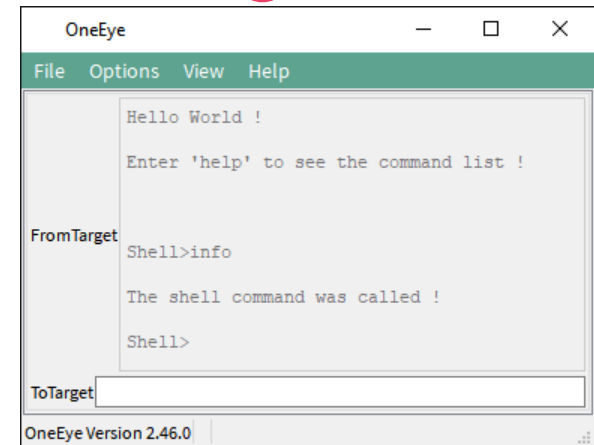 OneEye
File Options View Help
Hello World !
Enter 'help' to see the command list !
FromTarget
Shell>info
The shell command was called !
Shell>
ToTarget
OneEye Version 2.46.0